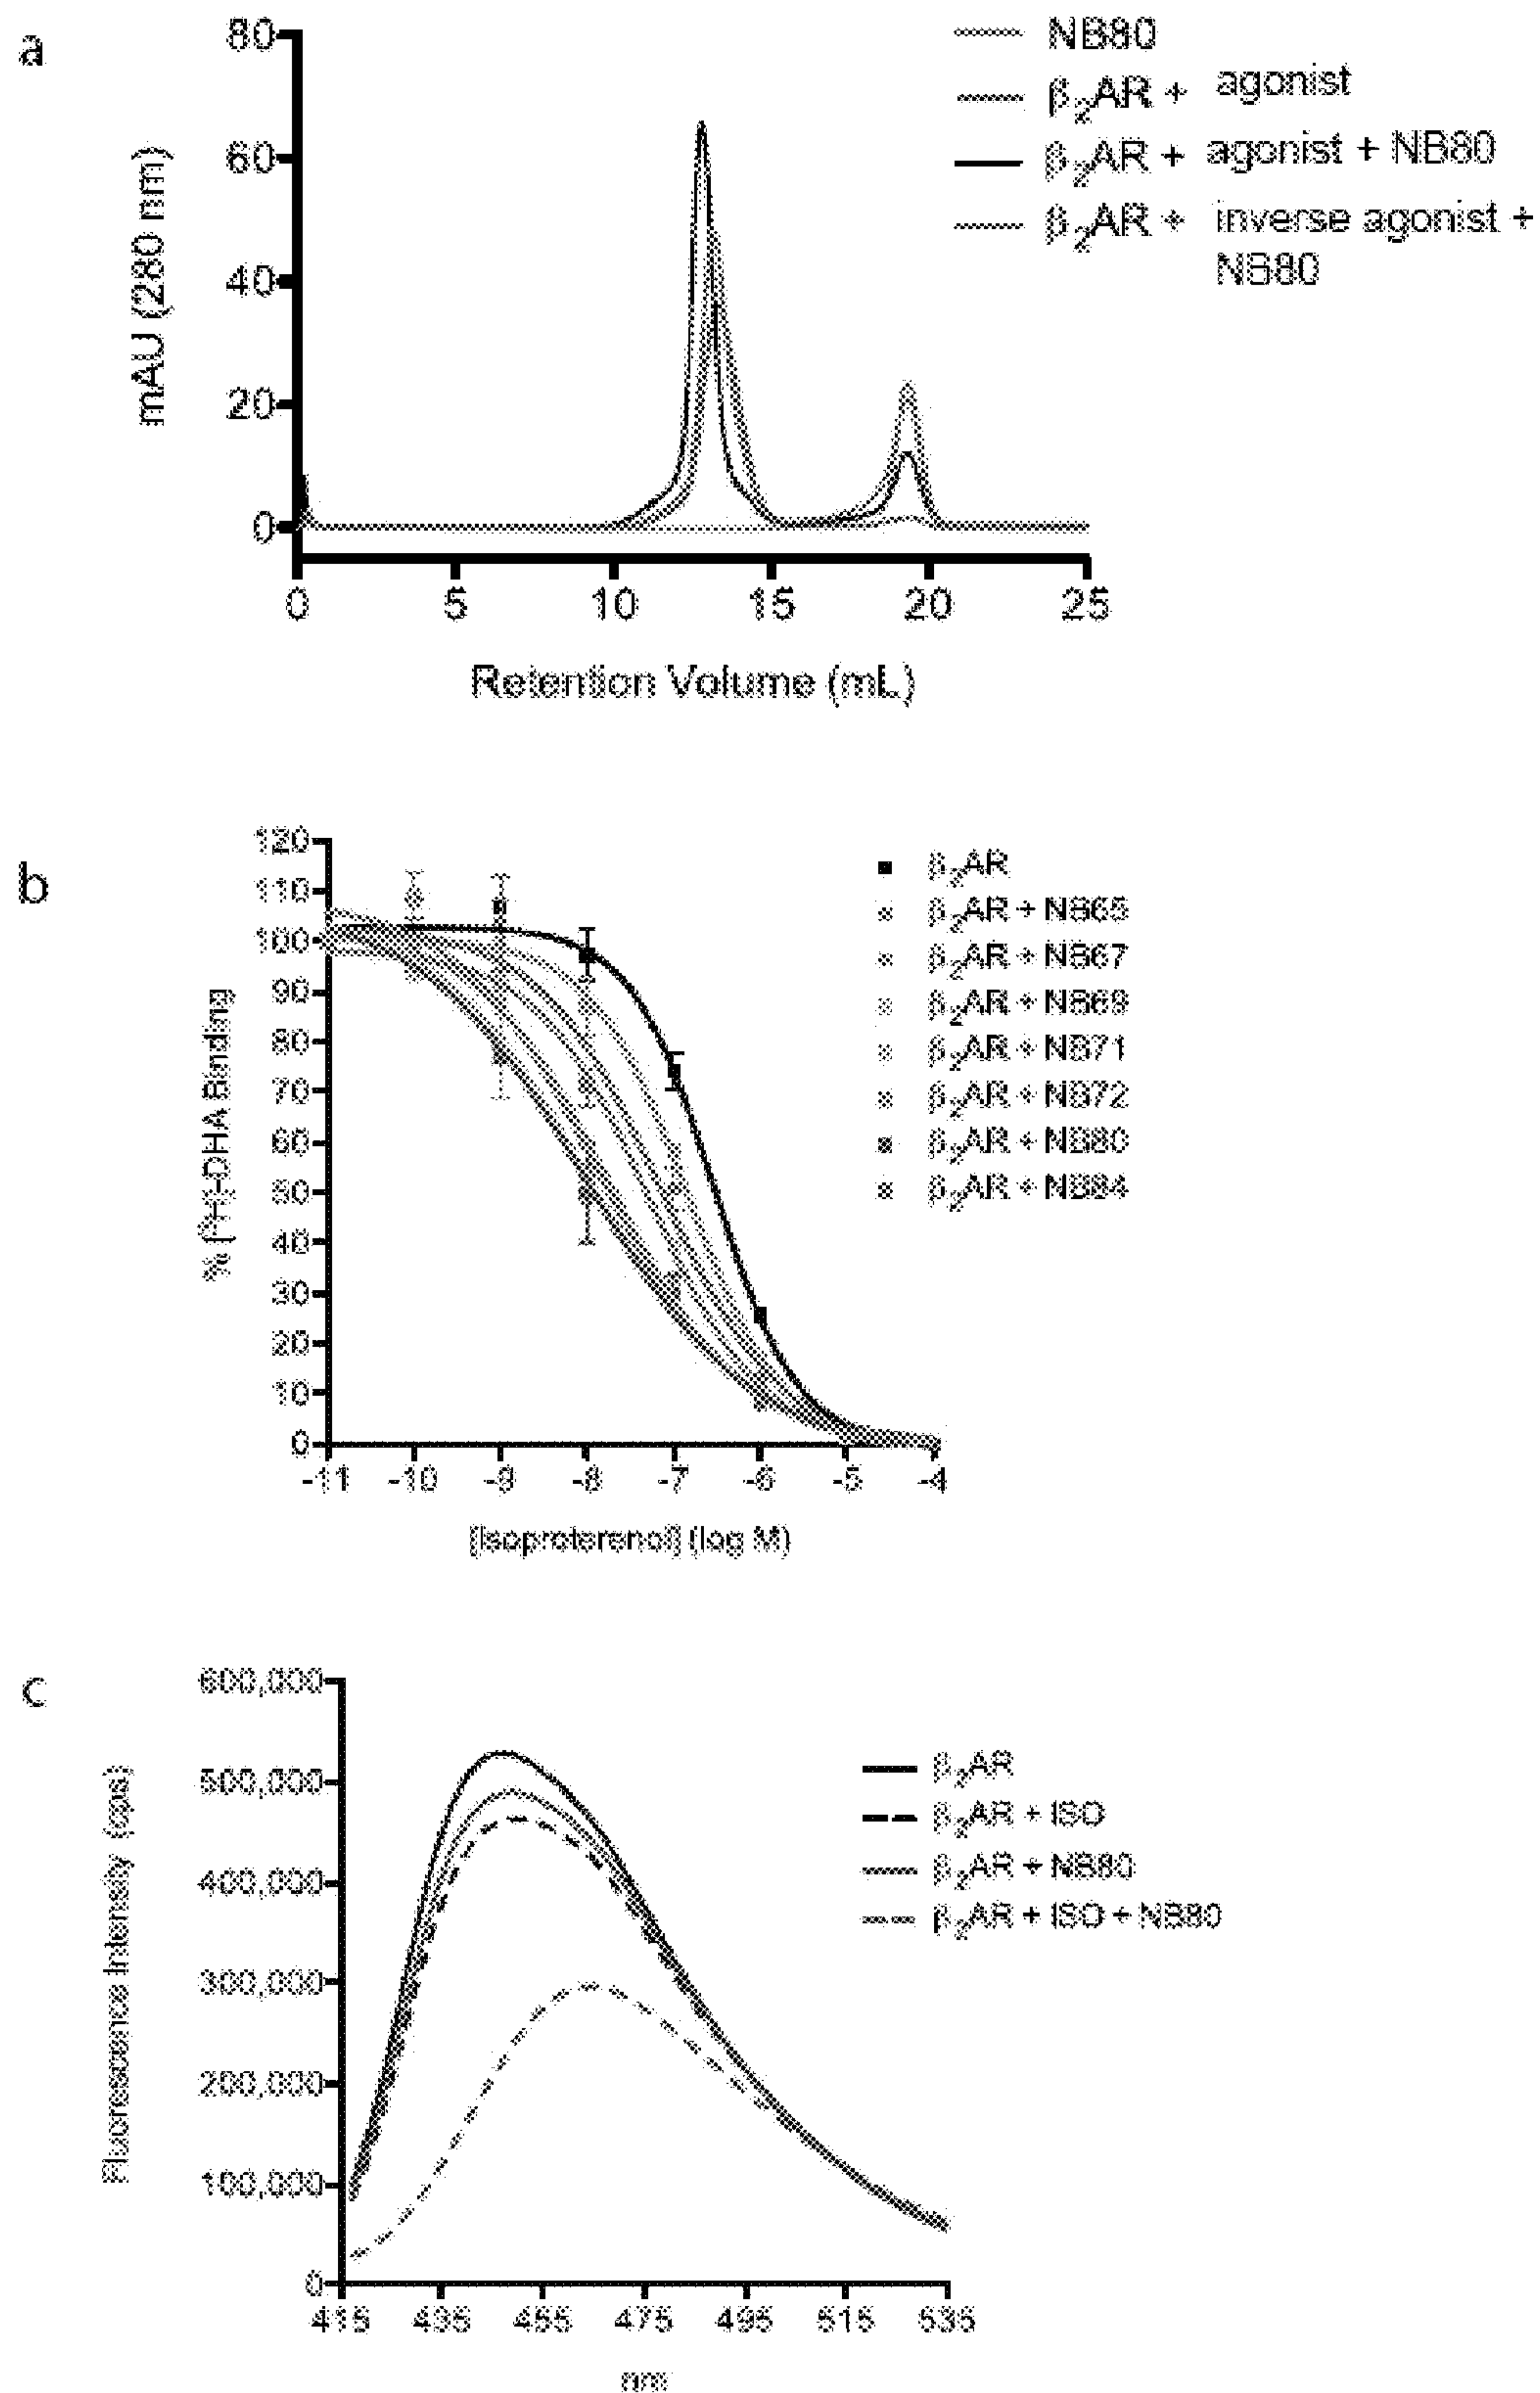 a
80
60
40
20
0
mAU (280 nm)
0 5 10 15 20 25
Retention Volume (mL)
NB80
β2AR + agonist
β2AR + agonist + NB80
β2AR + inverse agonist +
NB80
b
120
110
100
90
80
70
60
50
40
30
20
10
0
% [3H]-DHA Binding
-11 -10 -9 -8 -7 -6 -5 -4
[Isoproterenol] (log M)
β2AR
β2AR + NB65
β2AR + NB67
β2AR + NB69
β2AR + NB71
β2AR + NB72
β2AR + NB80
β2AR + NB84
c
600,000
500,000
400,000
300,000
200,000
100,000
0
Fluorescence Intensity (cps)
415 435 455 475 495 515 535
nm
β2AR
β2AR + ISO
β2AR + NB80
β2AR + ISO + NB80